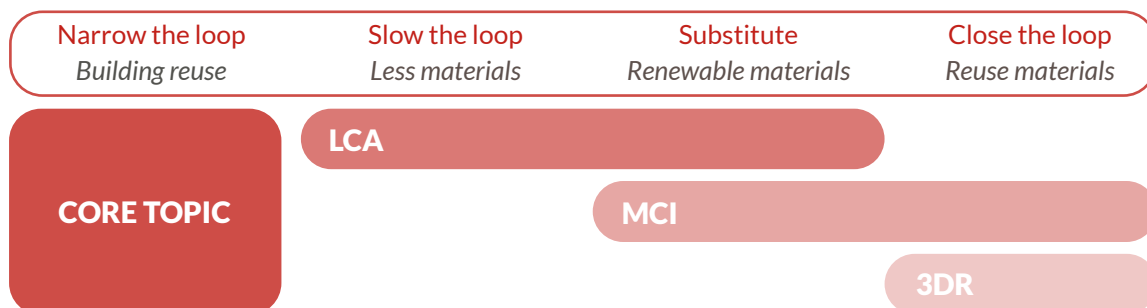 Narrow the loop
Building reuse
Slow the loop
Less materials
Substitute
Renewable materials
Close the loop
Reuse materials
CORE TOPIC
LCA
MCI
3DR